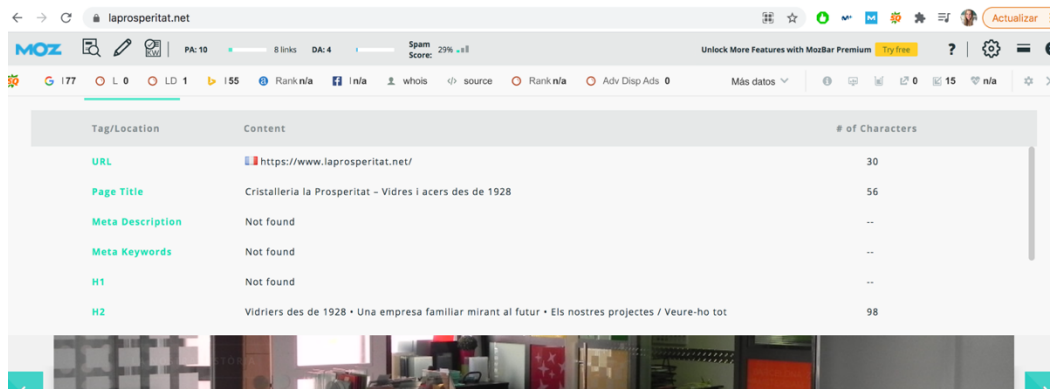 laprosperitat.net
Actualizar
MOZ PA: 10 8 links DA: 4 Spam Score: 29% Unlock More Features with MozBar Premium Try free ?
G I 77 L 0 LD 1 I 55 Rank n/a I n/a whois source Rank n/a Adv Disp Ads 0 Más datos 0 15 n/a
Tag/Location Content # of Characters
URL https://www.laprosperitat.net/ 30
Page Title Cristalleria la Prosperitat – Vidres i acers des de 1928 56
Meta Description Not found --
Meta Keywords Not found --
H1 Not found --
H2 Vidriers des de 1928 • Una empresa familiar mirant al futur • Els nostres projectes / Veure-ho tot 98